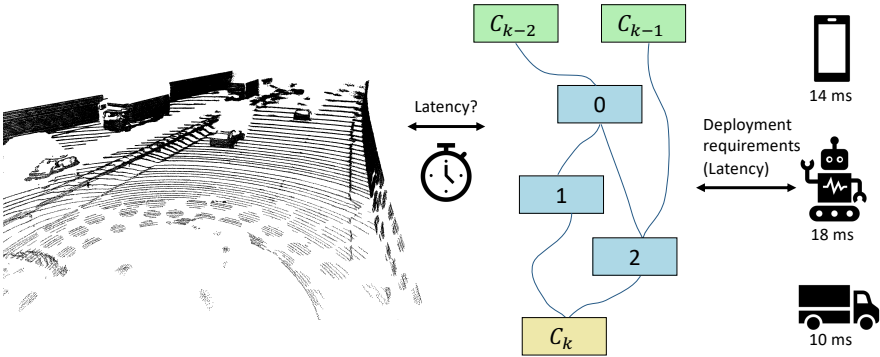 Latency?
C_{k-2}
C_{k-1}
0
1
2
C_k
Deployment
requirements
(Latency)
14 ms
18 ms
10 ms